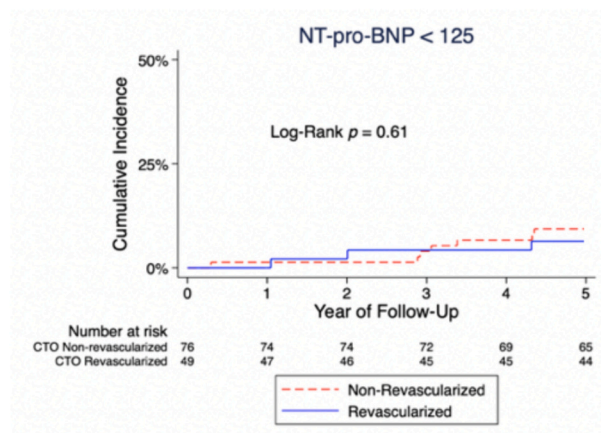 NT-pro-BNP < 125
50%
25%
0%
Cumulative Incidence
Log-Rank p = 0.61
0 1 2 3 4 5
Year of Follow-Up
Number at risk
CTO Non-revascularized 76 74 74 72 69 65
CTO Revascularized 49 47 46 45 45 44
Non-Revascularized
Revascularized